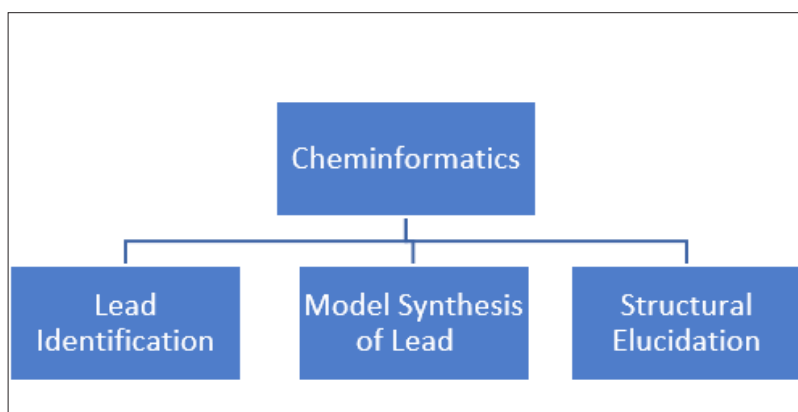 Cheminformatics
Lead
Identification
Model Synthesis
of Lead
Structural
Elucidation